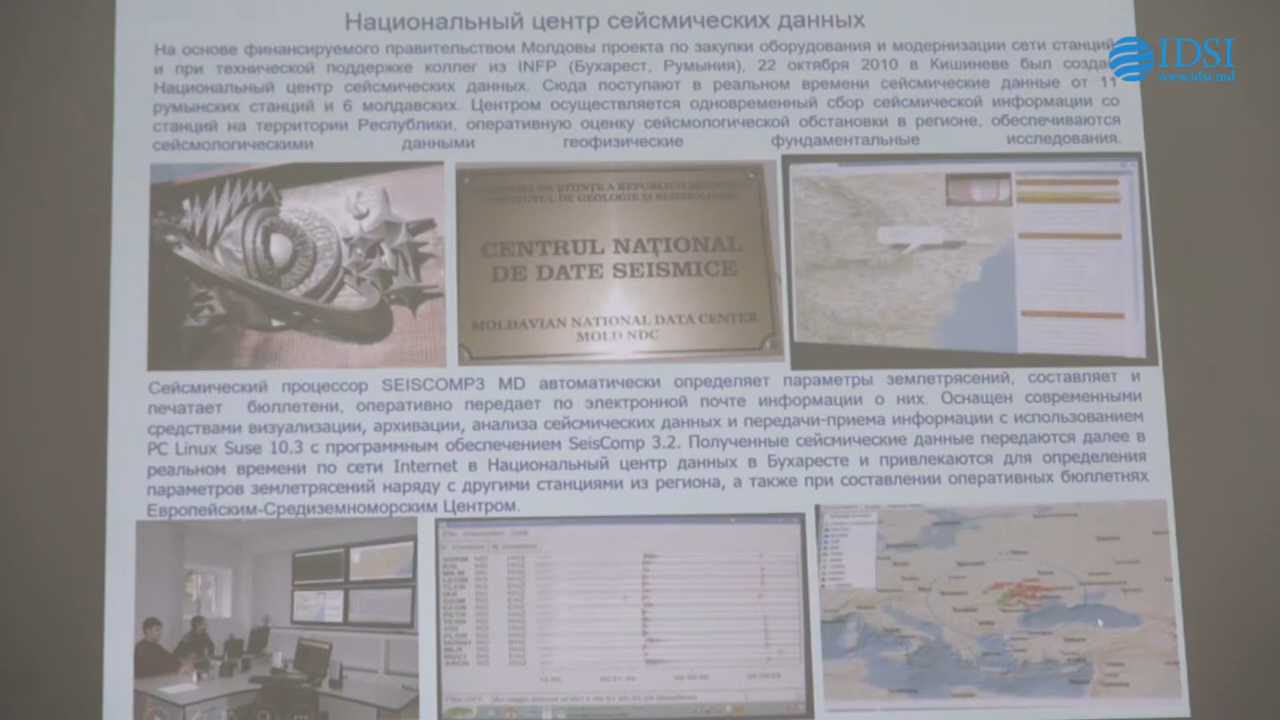 Национальный центр сейсмических данных
IDSI
www.idsi.md
На основе финансируемого правительством Молдовы проекта по закупки оборудования и модернизации сети станций
и при технической поддержке коллег из INFP (Бухарест, Румыния), 22 октября 2010 в Кишиневе был созда
Национальный центр сейсмических данных. Сюда поступают в реальном времени сейсмические данные от 11
румынских станций и 6 молдавских. Центром осуществляется одновременный сбор сейсмической информации со
станций на территории Республики, оперативную оценку сейсмологической обстановки в регионе, обеспечиваются
сейсмологическими данными геофизические фундаментальные исследования.
CENTRUL NAȚIONAL
DE DATE SEISMICE
MOLDAVIAN NATIONAL DATA CENTER
MOLD NDC
Сейсмический процессор SEISCOMP3 MD автоматически определяет параметры землетрясений, составляет и
печатает бюллетени, оперативно передает по электронной почте информации о них. Оснащен современными
средствами визуализации, архивации, анализа сейсмических данных и передачи-приема информации с использованием
PC Linux Suse 10.3 с программным обеспечением SeisComp 3.2. Полученные сейсмические данные передаются далее в
реальном времени по сети Internet в Национальный центр данных в Бухаресте и привлекаются для определения
параметров землетрясений наряду с другими станциями из региона, а также при составлении оперативных бюллетнях
Европейским-Средиземноморским Центром.